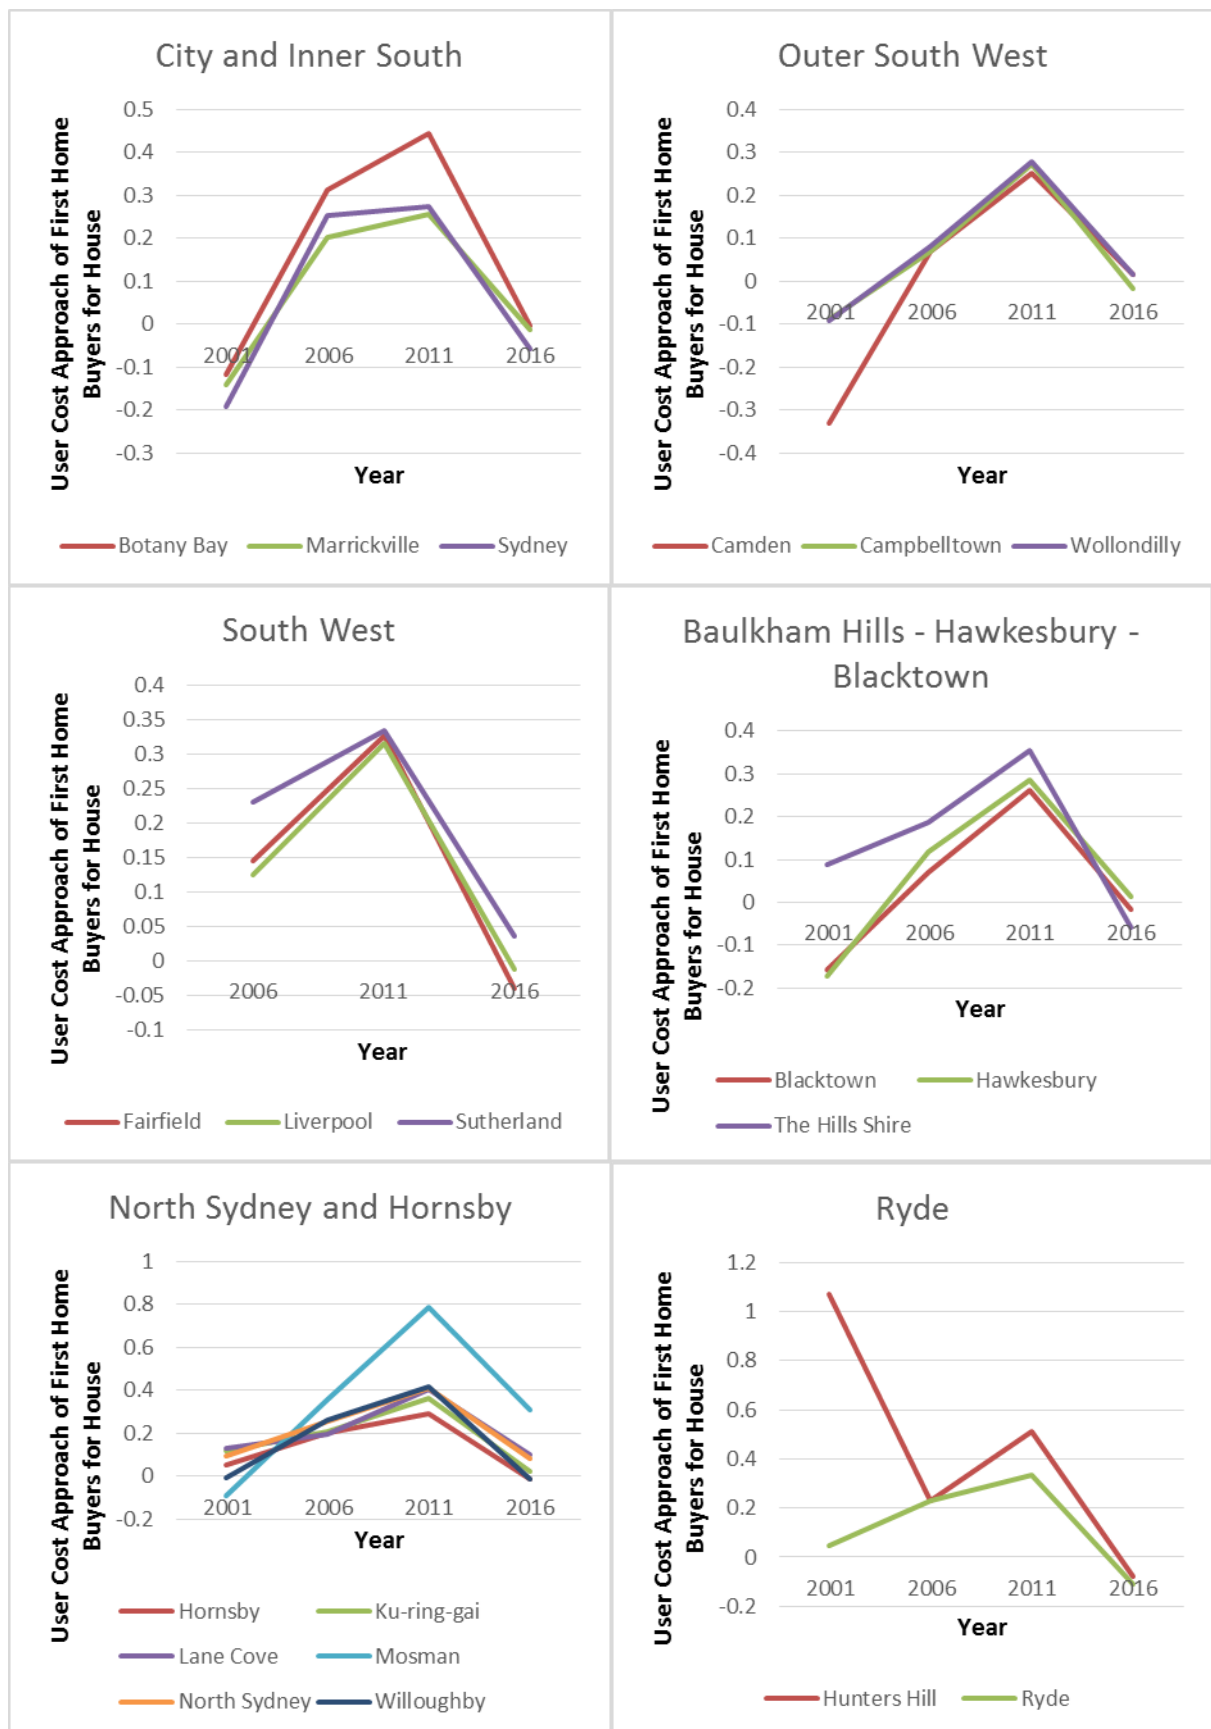 City and Inner South
User Cost Approach of First Home
Buyers for House
0.5
0.4
0.3
0.2
0.1
0
-0.1
-0.2
-0.3
2001 2006 2011 2016
Year
Botany Bay Marrickville Sydney
Outer South West
User Cost Approach of First Home
Buyers for House
0.4
0.3
0.2
0.1
0
-0.1
-0.2
-0.3
-0.4
2001 2006 2011 2016
Year
Camden Campbelltown Wollondilly
South West
User Cost Approach of First Home
Buyers for House
0.4
0.35
0.3
0.25
0.2
0.15
0.1
0.05
0
-0.05
-0.1
2006 2011 2016
Year
Fairfield Liverpool Sutherland
Baulkham Hills - Hawkesbury -
Blacktown
User Cost Approach of First Home
Buyers for House
0.4
0.3
0.2
0.1
0
-0.1
-0.2
2001 2006 2011 2016
Year
Blacktown Hawkesbury
The Hills Shire
North Sydney and Hornsby
User Cost Approach of First Home
Buyers for House
1
0.8
0.6
0.4
0.2
0
-0.2
2001 2006 2011 2016
Year
Hornsby Ku-ring-gai
Lane Cove Mosman
North Sydney Willoughby
Ryde
User Cost Approach of First Home
Buyers for House
1.2
1
0.8
0.6
0.4
0.2
0
-0.2
2001 2006 2011 2016
Year
Hunters Hill Ryde